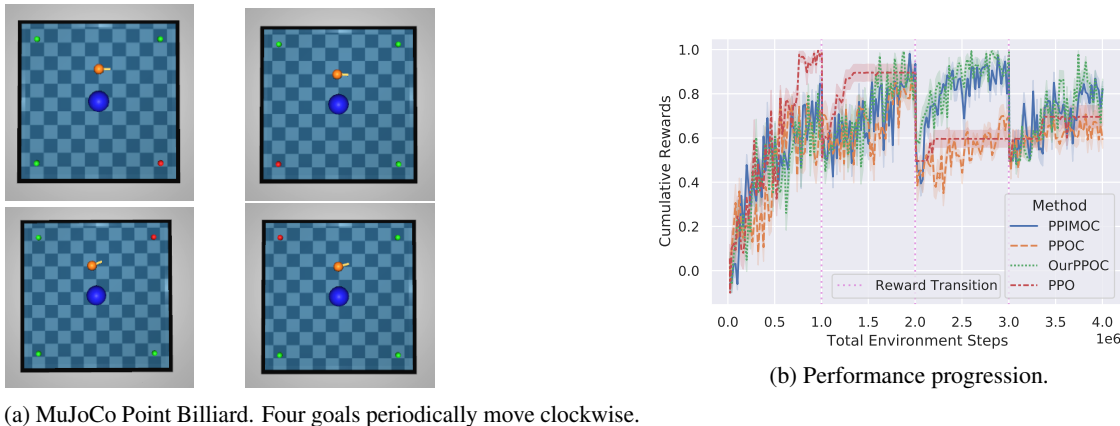 1.0
0.8
0.6
0.4
0.2
0.0
Cumulative Rewards
Method
PPIMOC
PPOC
OurPPOC
PPO
Reward Transition
0.0 0.5 1.0 1.5 2.0 2.5 3.0 3.5 4.0
1e6
Total Environment Steps
(b) Performance progression.
(a) MuJoCo Point Billiard. Four goals periodically move clockwise.